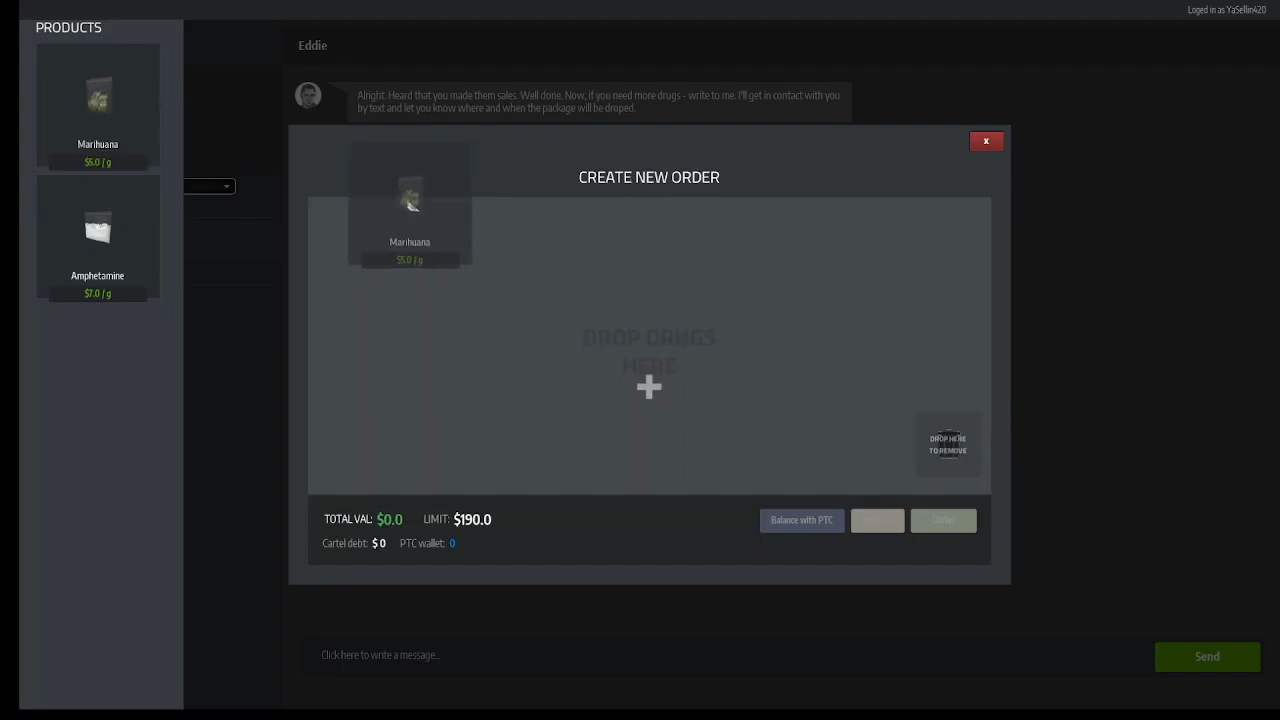 Loged in as YaSellin420
PRODUCTS
Marihuana
$5.0 / g
Amphetamine
$7.0 / g
Eddie
Alright. Heard that you made them sales. Well done. Now, if you need more drugs - write to me. I'll get in contact with you
by text and let you know where and when the package will be droped.
x
CREATE NEW ORDER
Marihuana
$5.0 / g
DROP DRUGS
HERE
DROP HERE
TO REMOVE
TOTAL VAL: $0.0 LIMIT: $190.0
Balance with PTC
Order
Cartel debt: $ 0 PTC wallet: 0
Click here to write a message...
Send